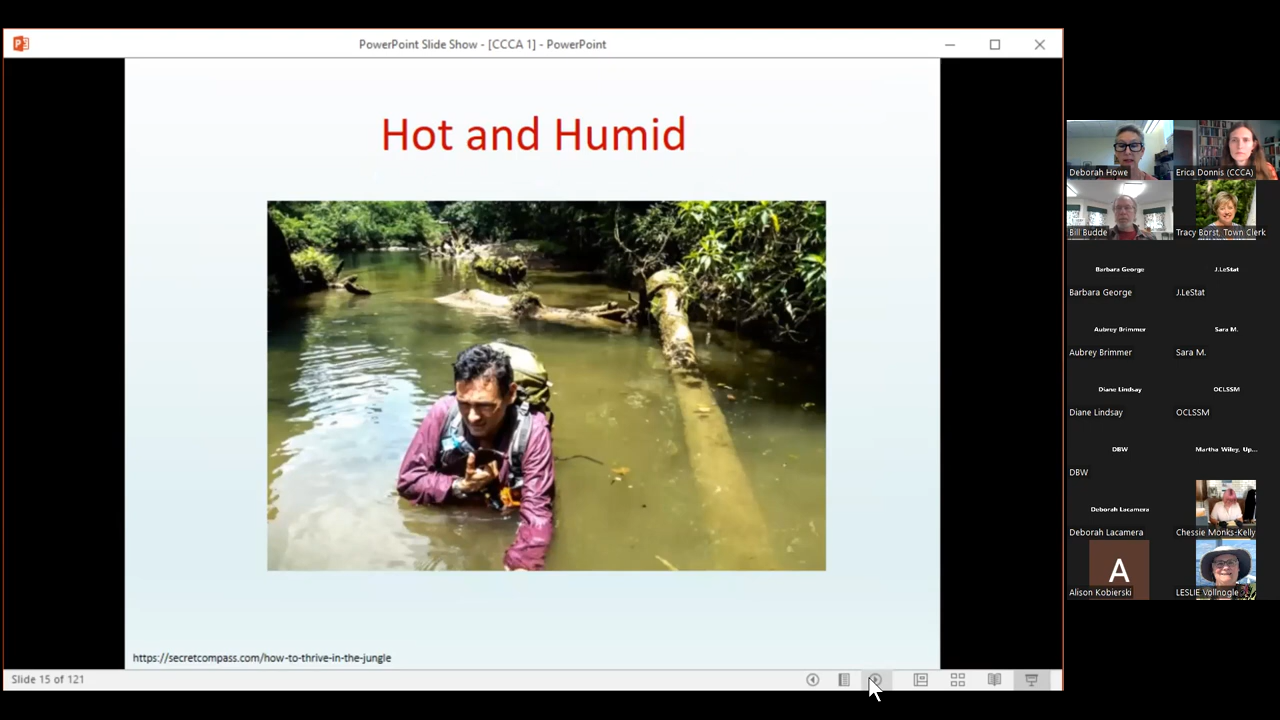 PowerPoint Slide Show - [CCCA 1] - PowerPoint
Hot and Humid
https://secretcompass.com/how-to-thrive-in-the-jungle
Slide 15 of 121
Deborah Howe
Erica Donnis (CCCA)
Bill Budde
Tracy Borst, Town Clerk
Barbara George
J.LeStat
Barbara George
J.LeStat
Aubrey Brimmer
Sara M.
Aubrey Brimmer
Sara M.
Diane Lindsay
OCLSSM
Diane Lindsay
OCLSSM
DBW
Martha Wiley, Up...
DBW
Deborah Lacamera
Deborah Lacamera
Chessie Monks-Kelly
A
Alison Kobierski
LESLIE Vollnogle